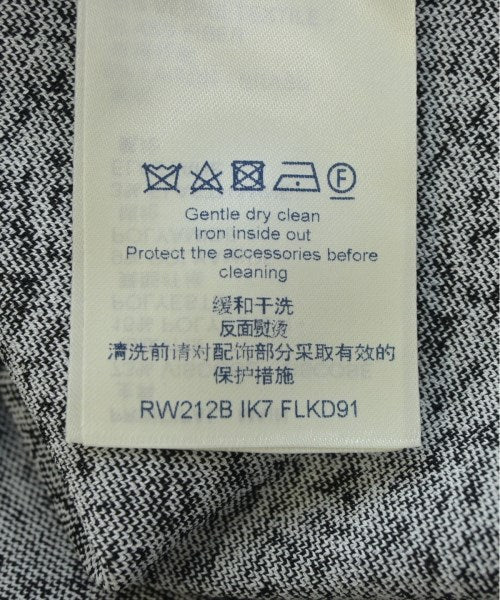 F
Gentle dry clean
Iron inside out
Protect the accessories before
cleaning
缓和干洗
反面熨烫
清洗前请对配饰部分采取有效的
保护措施
RW212B IK7 FLKD91